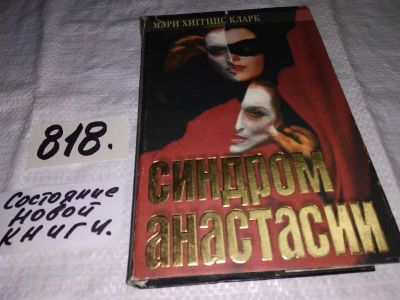 МЭРИ ХИГГИНС КЛАРК
СИНДРОМ
АНАСТАСИИ
818.
Состояние
новой
книги.